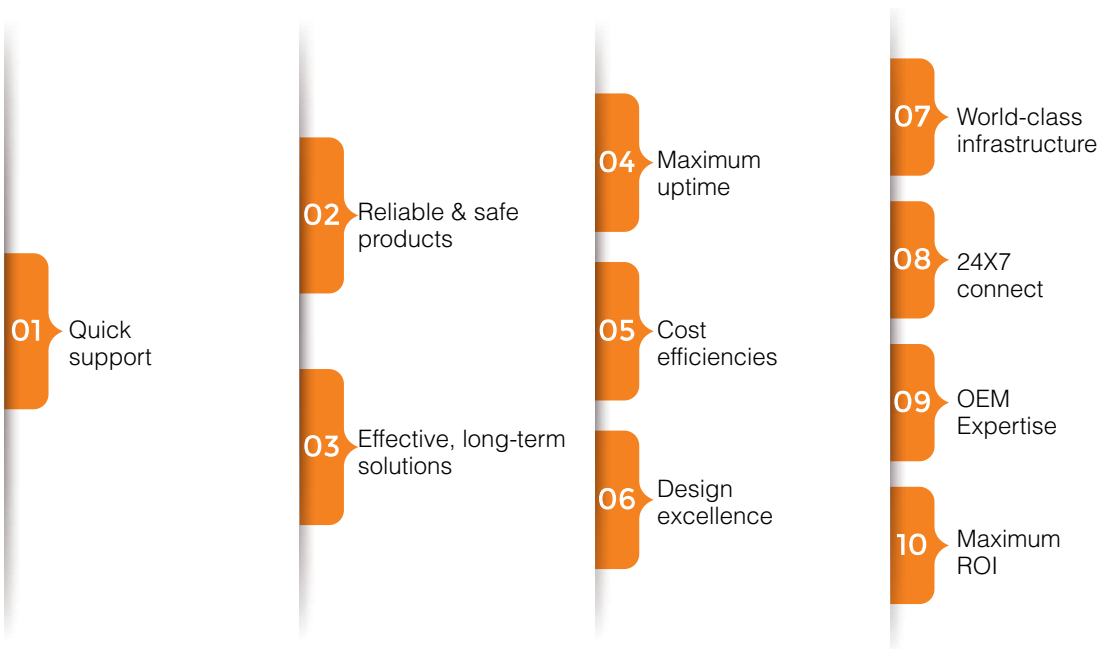 01
Quick
support
02
Reliable & safe
products
03
Effective, long-term
solutions
04
Maximum
uptime
05
Cost
efficiencies
06
Design
excellence
07
World-class
infrastructure
08
24X7
connect
09
OEM
Expertise
10
Maximum
ROI